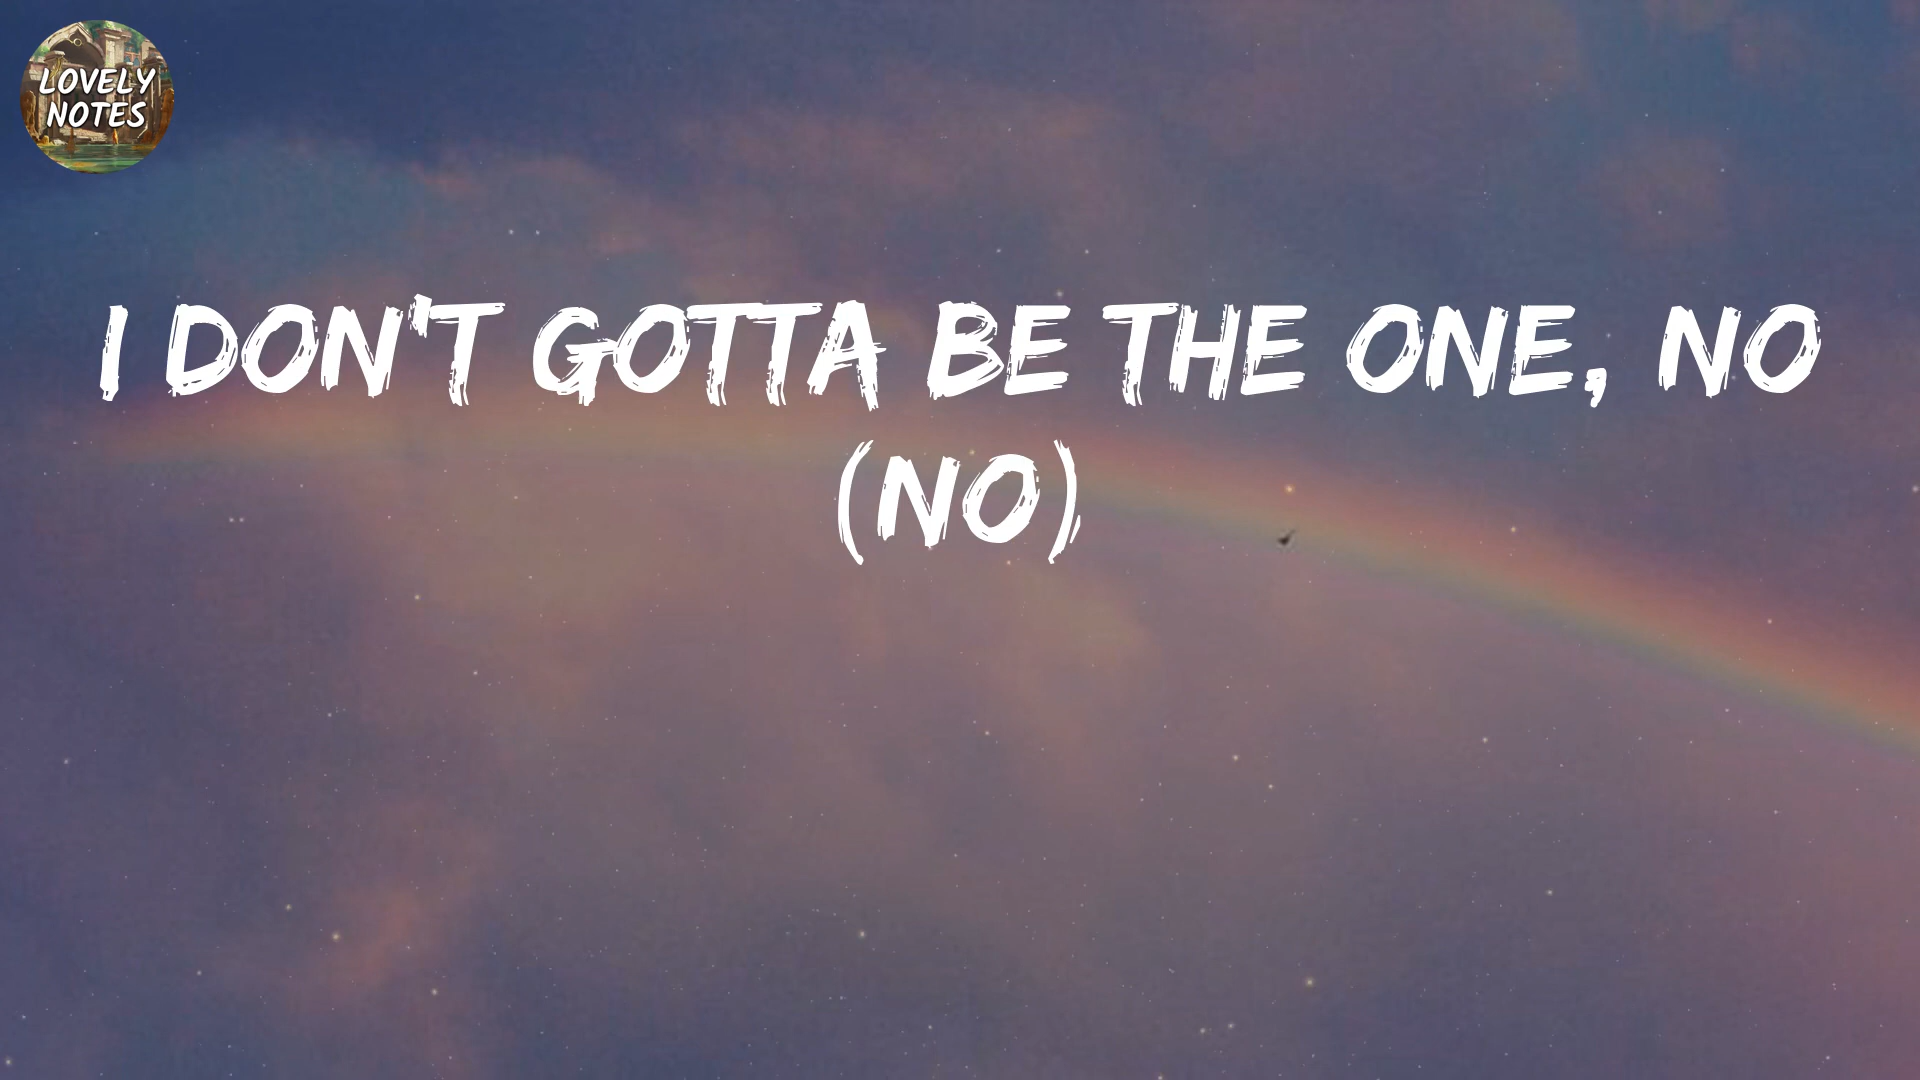 LOVELY
NOTES
I DON'T GOTTA BE THE ONE, NO
(NO)